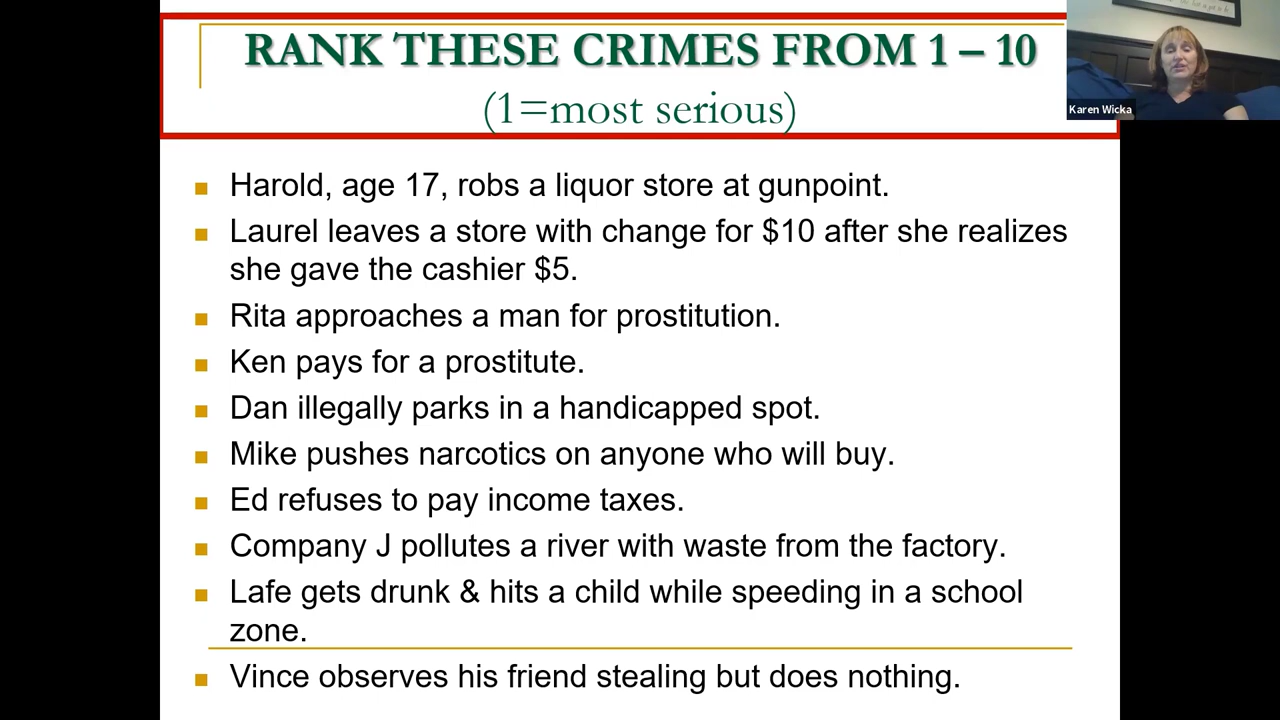 RANK THESE CRIMES FROM 1 – 10
(1=most serious)
Karen Wicka
■ Harold, age 17, robs a liquor store at gunpoint.
■ Laurel leaves a store with change for $10 after she realizes
she gave the cashier $5.
■ Rita approaches a man for prostitution.
■ Ken pays for a prostitute.
■ Dan illegally parks in a handicapped spot.
■ Mike pushes narcotics on anyone who will buy.
■ Ed refuses to pay income taxes.
■ Company J pollutes a river with waste from the factory.
■ Lafe gets drunk & hits a child while speeding in a school
zone.
■ Vince observes his friend stealing but does nothing.